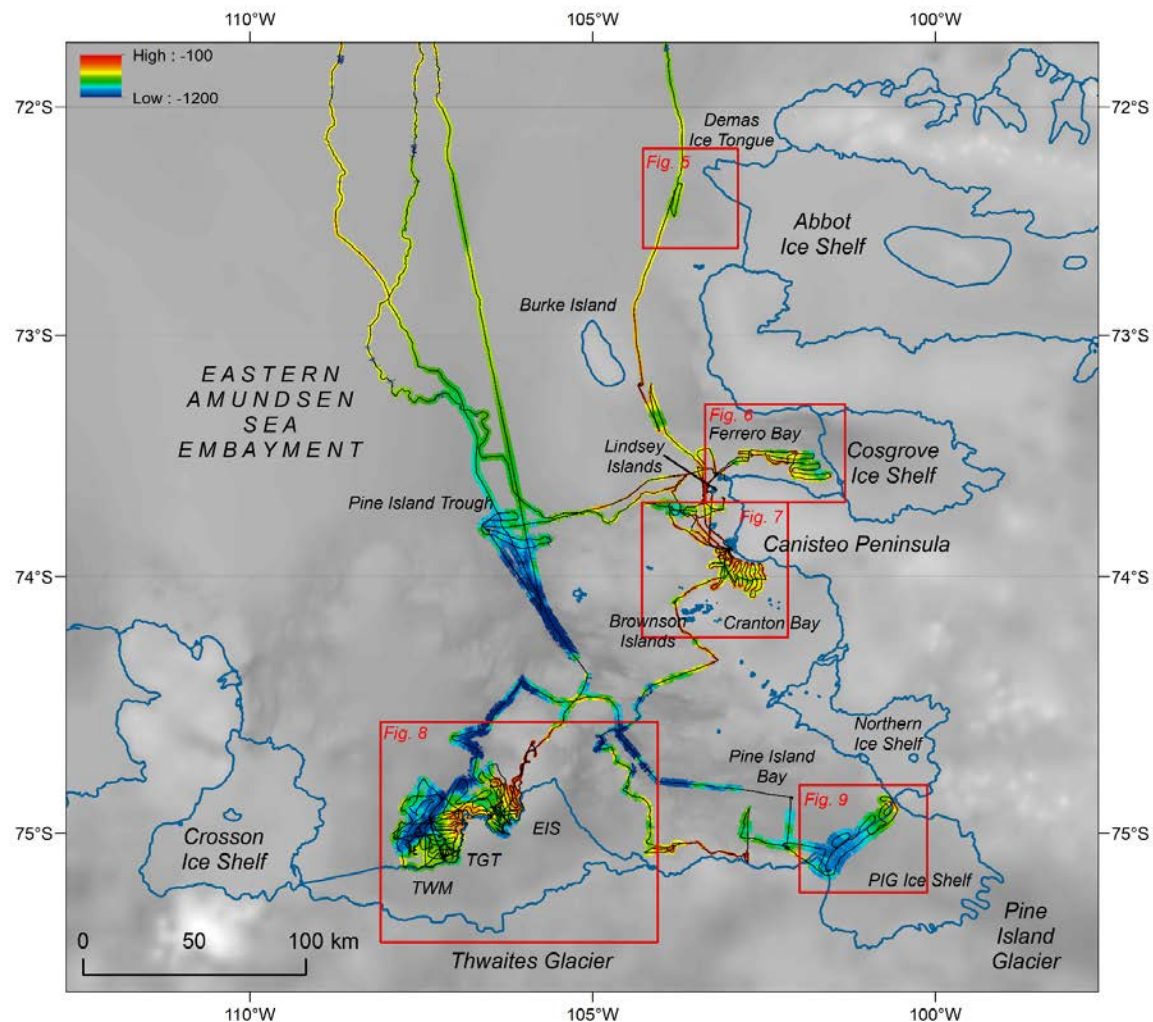 110°W 105°W 100°W
High : -100
Low : -1200
72°S 72°S
Demas
Ice Tongue
Fig. 5
Abbot
Ice Shelf
Burke Island
73°S 73°S
EASTERN
AMUNDSEN
SEA
EMBAYMENT
Fig. 6
Ferrero Bay
Lindsey
Islands
Cosgrove
Ice Shelf
Pine Island Trough
Fig. 7
Canisteo Peninsula
74°S 74°S
Brownson
Islands
Cranton Bay
Fig. 8
Northern
Ice Shelf
Pine Island
Bay
Fig. 9
75°S 75°S
Crosson
Ice Shelf
EIS
TGT
TWM
PIG Ice Shelf
Pine
Island
Glacier
0 50 100 km
Thwaites Glacier
110°W 105°W 100°W